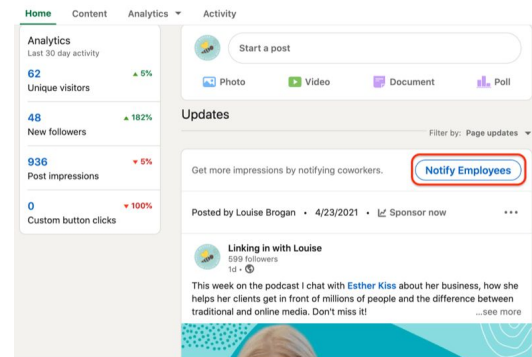 Home Content Analytics Activity
Analytics
Last 30 day activity
62 5%
Unique visitors
48 182%
New followers
936 5%
Post impressions
0 100%
Custom button clicks
Start a post
Photo Video Document Poll
Updates
Filter by: Page updates
Get more impressions by notifying coworkers. Notify Employees
Posted by Louise Brogan • 4/23/2021 • Sponsor now
Linking in with Louise
599 followers
1d •
This week on the podcast I chat with Esther Kiss about her business, how she
helps her clients get in front of millions of people and the difference between
traditional and online media. Don't miss it! ...see more